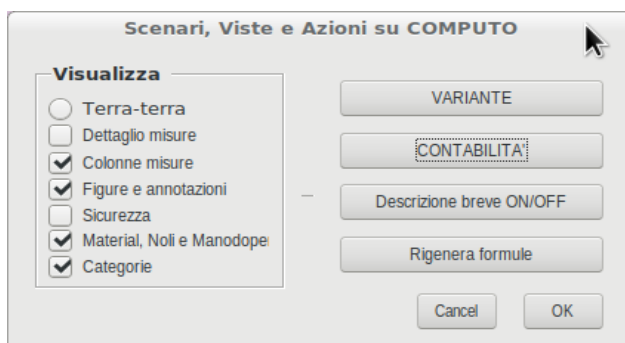 Scenari, Viste e Azioni su COMPUTO
Visualizza
Terra-terra
Dettaglio misure
Colonne misure
Figure e annotazioni
Sicurezza
Material, Noli e Manodoper
Categorie
VARIANTE
CONTABILITA'
Descrizione breve ON/OFF
Rigenera formule
Cancel
OK